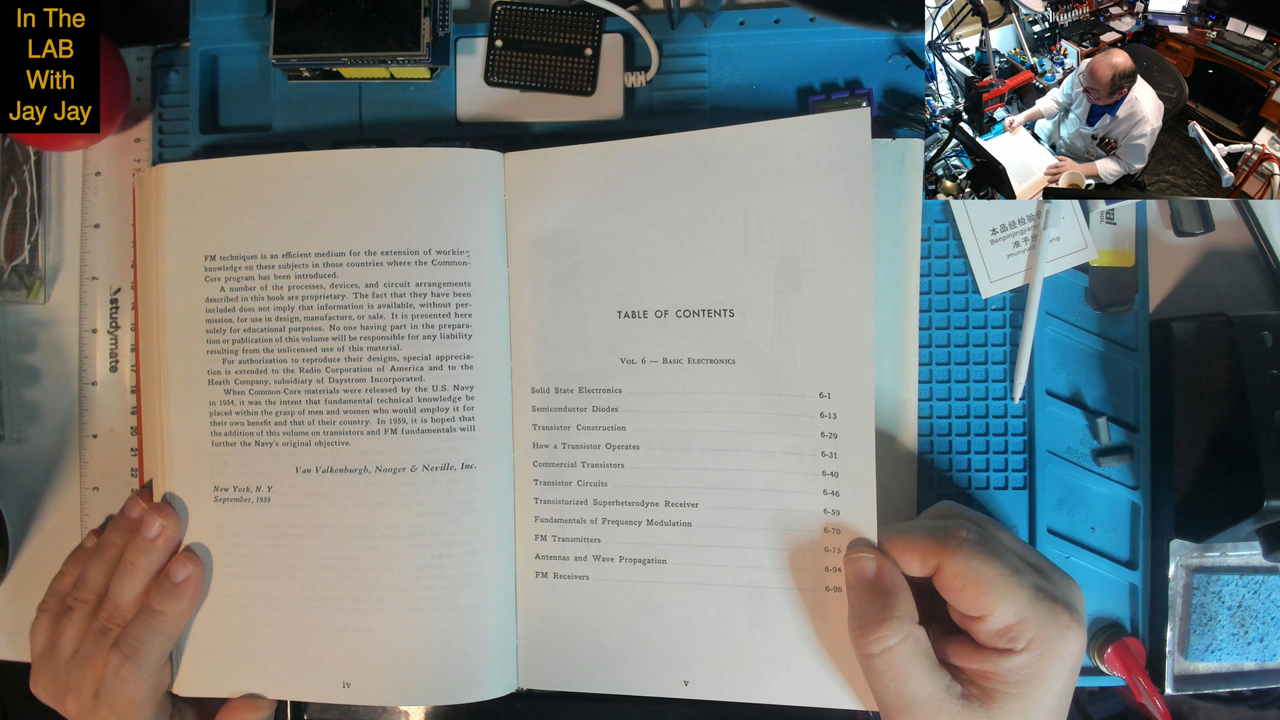 In The
LAB
With
Jay Jay
studymate
FM techniques is an efficient medium for the extension of working
knowledge on these subjects in those countries where the Common-
Core program has been introduced.
A number of the processes, devices, and circuit arrangements
described in this book are proprietary. The fact that they have been
included does not imply that information is available, without per-
mission, for use in design, manufacture, or sale. It is presented here
solely for educational purposes. No one having part in the prepara-
tion or publication of this volume will be responsible for any liability
resulting from the unlicensed use of this material.
For authorization to reproduce their designs, special apprecia-
tion is extended to the Radio Corporation of America and to the
Heath Company, subsidiary of Daystrom Incorporated.
When Common-Core materials were released by the U.S. Navy
in 1954, it was the intent that fundamental technical knowledge be
placed within the grasp of men and women who would employ it for
their own benefit and that of their country. In 1959, it is hoped that
the addition of this volume on transistors and FM fundamentals will
further the Navy's original objective.
Van Valkenburgh, Nooger & Neville, Inc.
New York, N. Y.
September, 1959
iv
TABLE OF CONTENTS
VOL. 6 — BASIC ELECTRONICS
Solid State Electronics 6-1
Semiconductor Diodes 6-13
Transistor Construction 6-29
How a Transistor Operates 6-31
Commercial Transistors 6-40
Transistor Circuits 6-46
Transistorized Superheterodyne Receiver 6-59
Fundamentals of Frequency Modulation 6-70
FM Transmitters 6-75
Antennas and Wave Propagation 6-94
FM Receivers 6-96
v
本品经检验
准予出